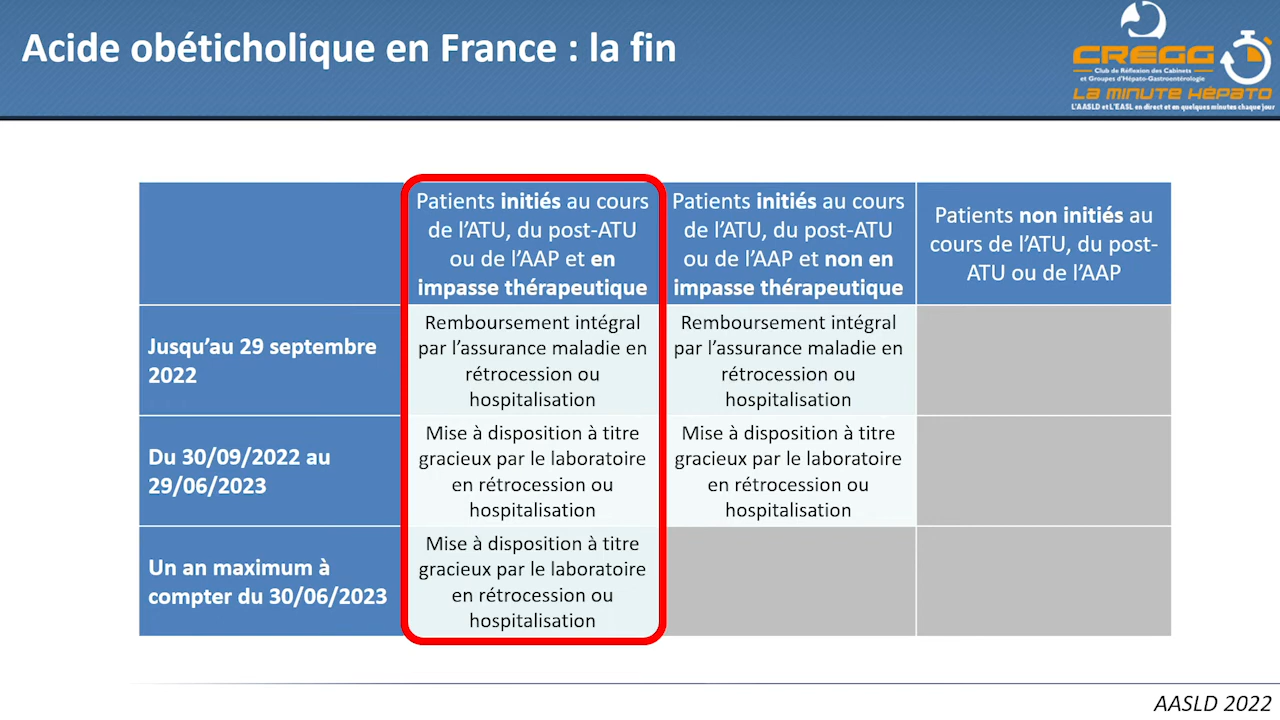 Acide obéticholique en France : la fin
CREGG
Club de Réflexion des Cabinets
et Groupes d'Hépato-Gastroentérologie
LA MINUTE HÉPATO
L'AASLD et L'EASL en direct et en quelques minutes chaque jour
Patients initiés au cours
de l'ATU, du post-ATU
ou de l'AAP et en
impasse thérapeutique
Patients initiés au cours
de l'ATU, du post-ATU
ou de l'AAP et non en
impasse thérapeutique
Patients non initiés au
cours de l'ATU, du post-
ATU ou de l'AAP
Jusqu'au 29 septembre
2022
Remboursement intégral
par l'assurance maladie en
rétrocession ou
hospitalisation
Remboursement intégral
par l'assurance maladie en
rétrocession ou
hospitalisation
Du 30/09/2022 au
29/06/2023
Mise à disposition à titre
gracieux par le laboratoire
en rétrocession ou
hospitalisation
Mise à disposition à titre
gracieux par le laboratoire
en rétrocession ou
hospitalisation
Un an maximum à
compter du 30/06/2023
Mise à disposition à titre
gracieux par le laboratoire
en rétrocession ou
hospitalisation
AASLD 2022